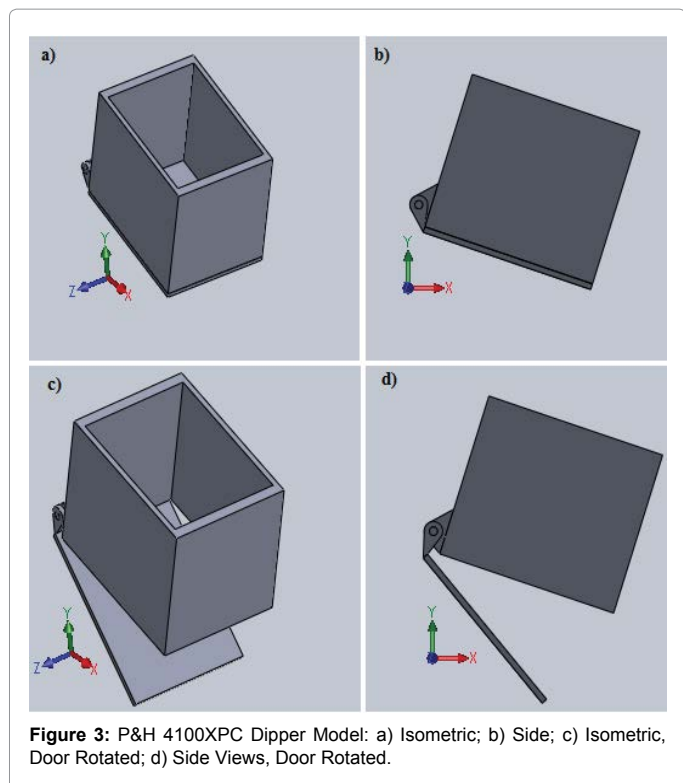 a)
b)
Y
Z
X
Y
X
c)
d)
Y
Z
X
Y
X
Figure 3: P&H 4100XPC Dipper Model: a) Isometric; b) Side; c) Isometric,
Door Rotated; d) Side Views, Door Rotated.